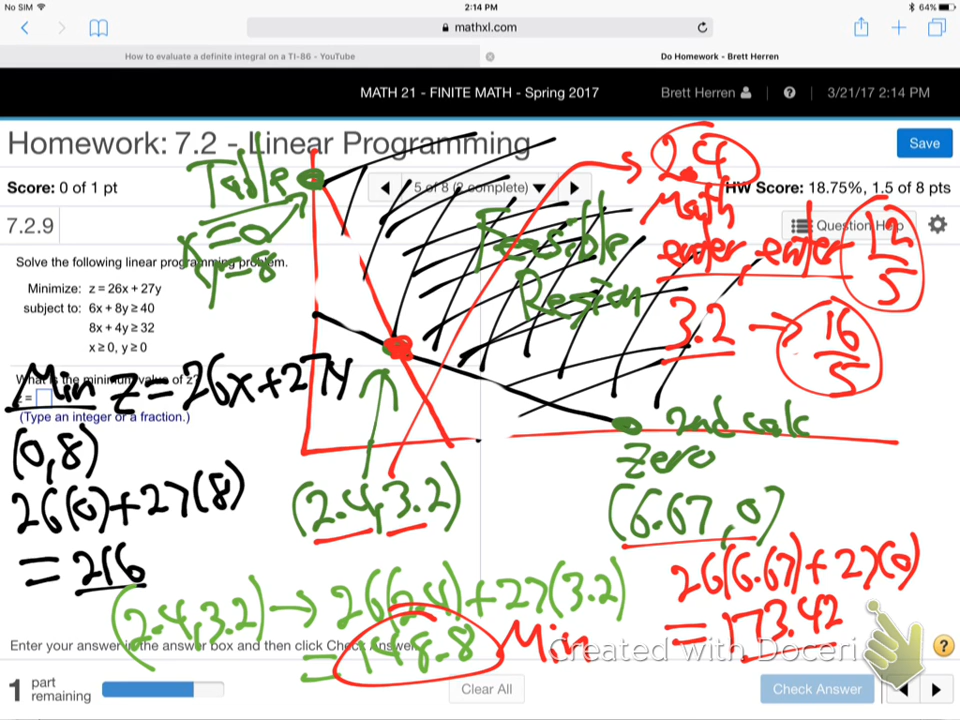 No SIM
2:14 PM
64%
mathxl.com
How to evaluate a definite integral on a TI-86 - YouTube
Do Homework - Brett Herren
MATH 21 - FINITE MATH - Spring 2017
Brett Herren
3/21/17 2:14 PM
Homework: 7.2 - Linear Programming
Save
Score: 0 of 1 pt
5 of 8 (2 complete)
HW Score: 18.75%, 1.5 of 8 pts
7.2.9
Question Help
Solve the following linear programming problem.
Minimize: z = 26x + 27y
subject to: 6x + 8y ≥ 40
8x + 4y ≥ 32
x ≥ 0, y ≥ 0
What is the minimum value of z?
z =
(Type an integer or a fraction.)
Table
x=0
y=8
Feasible
Region
2.4
Math
enter, enter
12/5
3.2 → 16/5
Min z = 26x+27y
(0,8)
26(0)+27(8)
= 216
(2.4,3.2)
2nd calc
Zero
(6.67,0)
26(6.67)+27(0)
= 173.42
(2.4,3.2) → 26(2.4)+27(3.2)
= 148.8 Min
Enter your answer in the answer box and then click Check Answer.
Created with Doceri
?
1 part remaining
Clear All
Check Answer